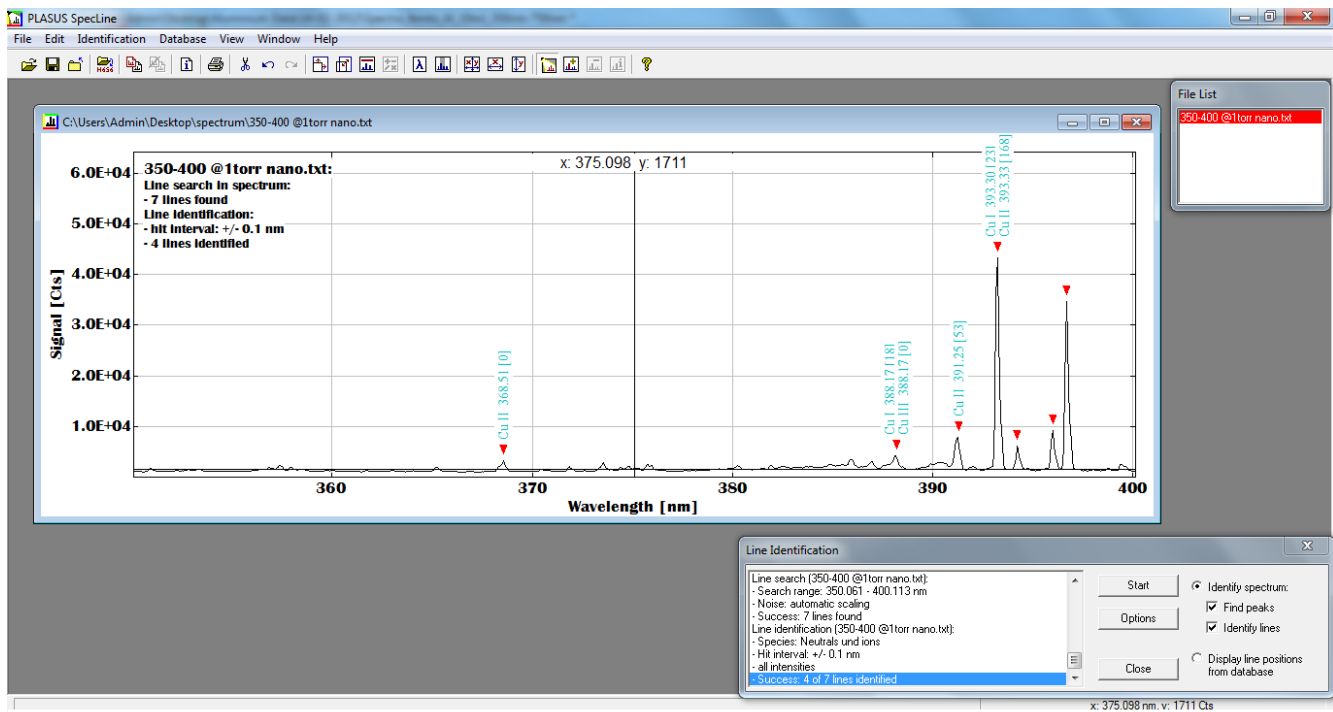 PLASUS SpecLine
File Edit Identification Database View Window Help
H656
File List
350-400 @1torr nano.txt
C:\Users\Admin\Desktop\spectrum\350-400 @1torr nano.txt
350-400 @1torr nano.txt:
Line search in spectrum:
- 7 lines found
Line Identification:
- hit interval: +/- 0.1 nm
- 4 lines identified
x: 375.098 y: 1711
Signal [Cts]
6.0E+04
5.0E+04
4.0E+04
3.0E+04
2.0E+04
1.0E+04
Cu II 368.51 [0]
Cu I 388.17 [18]
Cu III 388.17 [0]
Cu II 391.25 [53]
Cu I 393.30 [23]
Cu II 393.33 [168]
360 370 380 390 400
Wavelength [nm]
Line Identification
Line search (350-400 @1torr nano.txt):
- Search range: 350.061 - 400.113 nm
- Noise: automatic scaling
- Success: 7 lines found
Line identification (350-400 @1torr nano.txt):
- Species: Neutrals und ions
- Hit interval: +/- 0.1 nm
- all intensities
- Success: 4 of 7 lines identified
Start
Options
Close
Identify spectrum:
Find peaks
Identify lines
Display line positions
from database
x: 375.098 nm, y: 1711 Cts